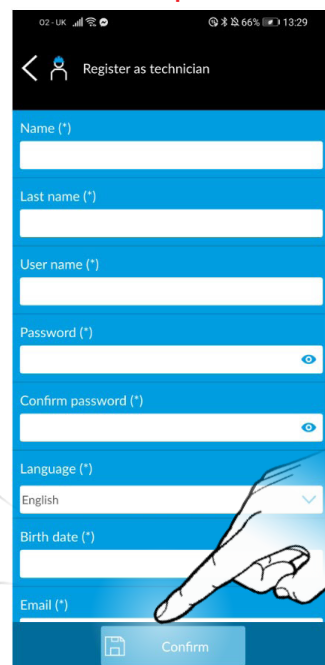 O2 - UK 66% 13:29
Register as technician
Name (*)
Last name (*)
User name (*)
Password (*)
Confirm password (*)
Language (*)
English
Birth date (*)
Email (*)
Confirm